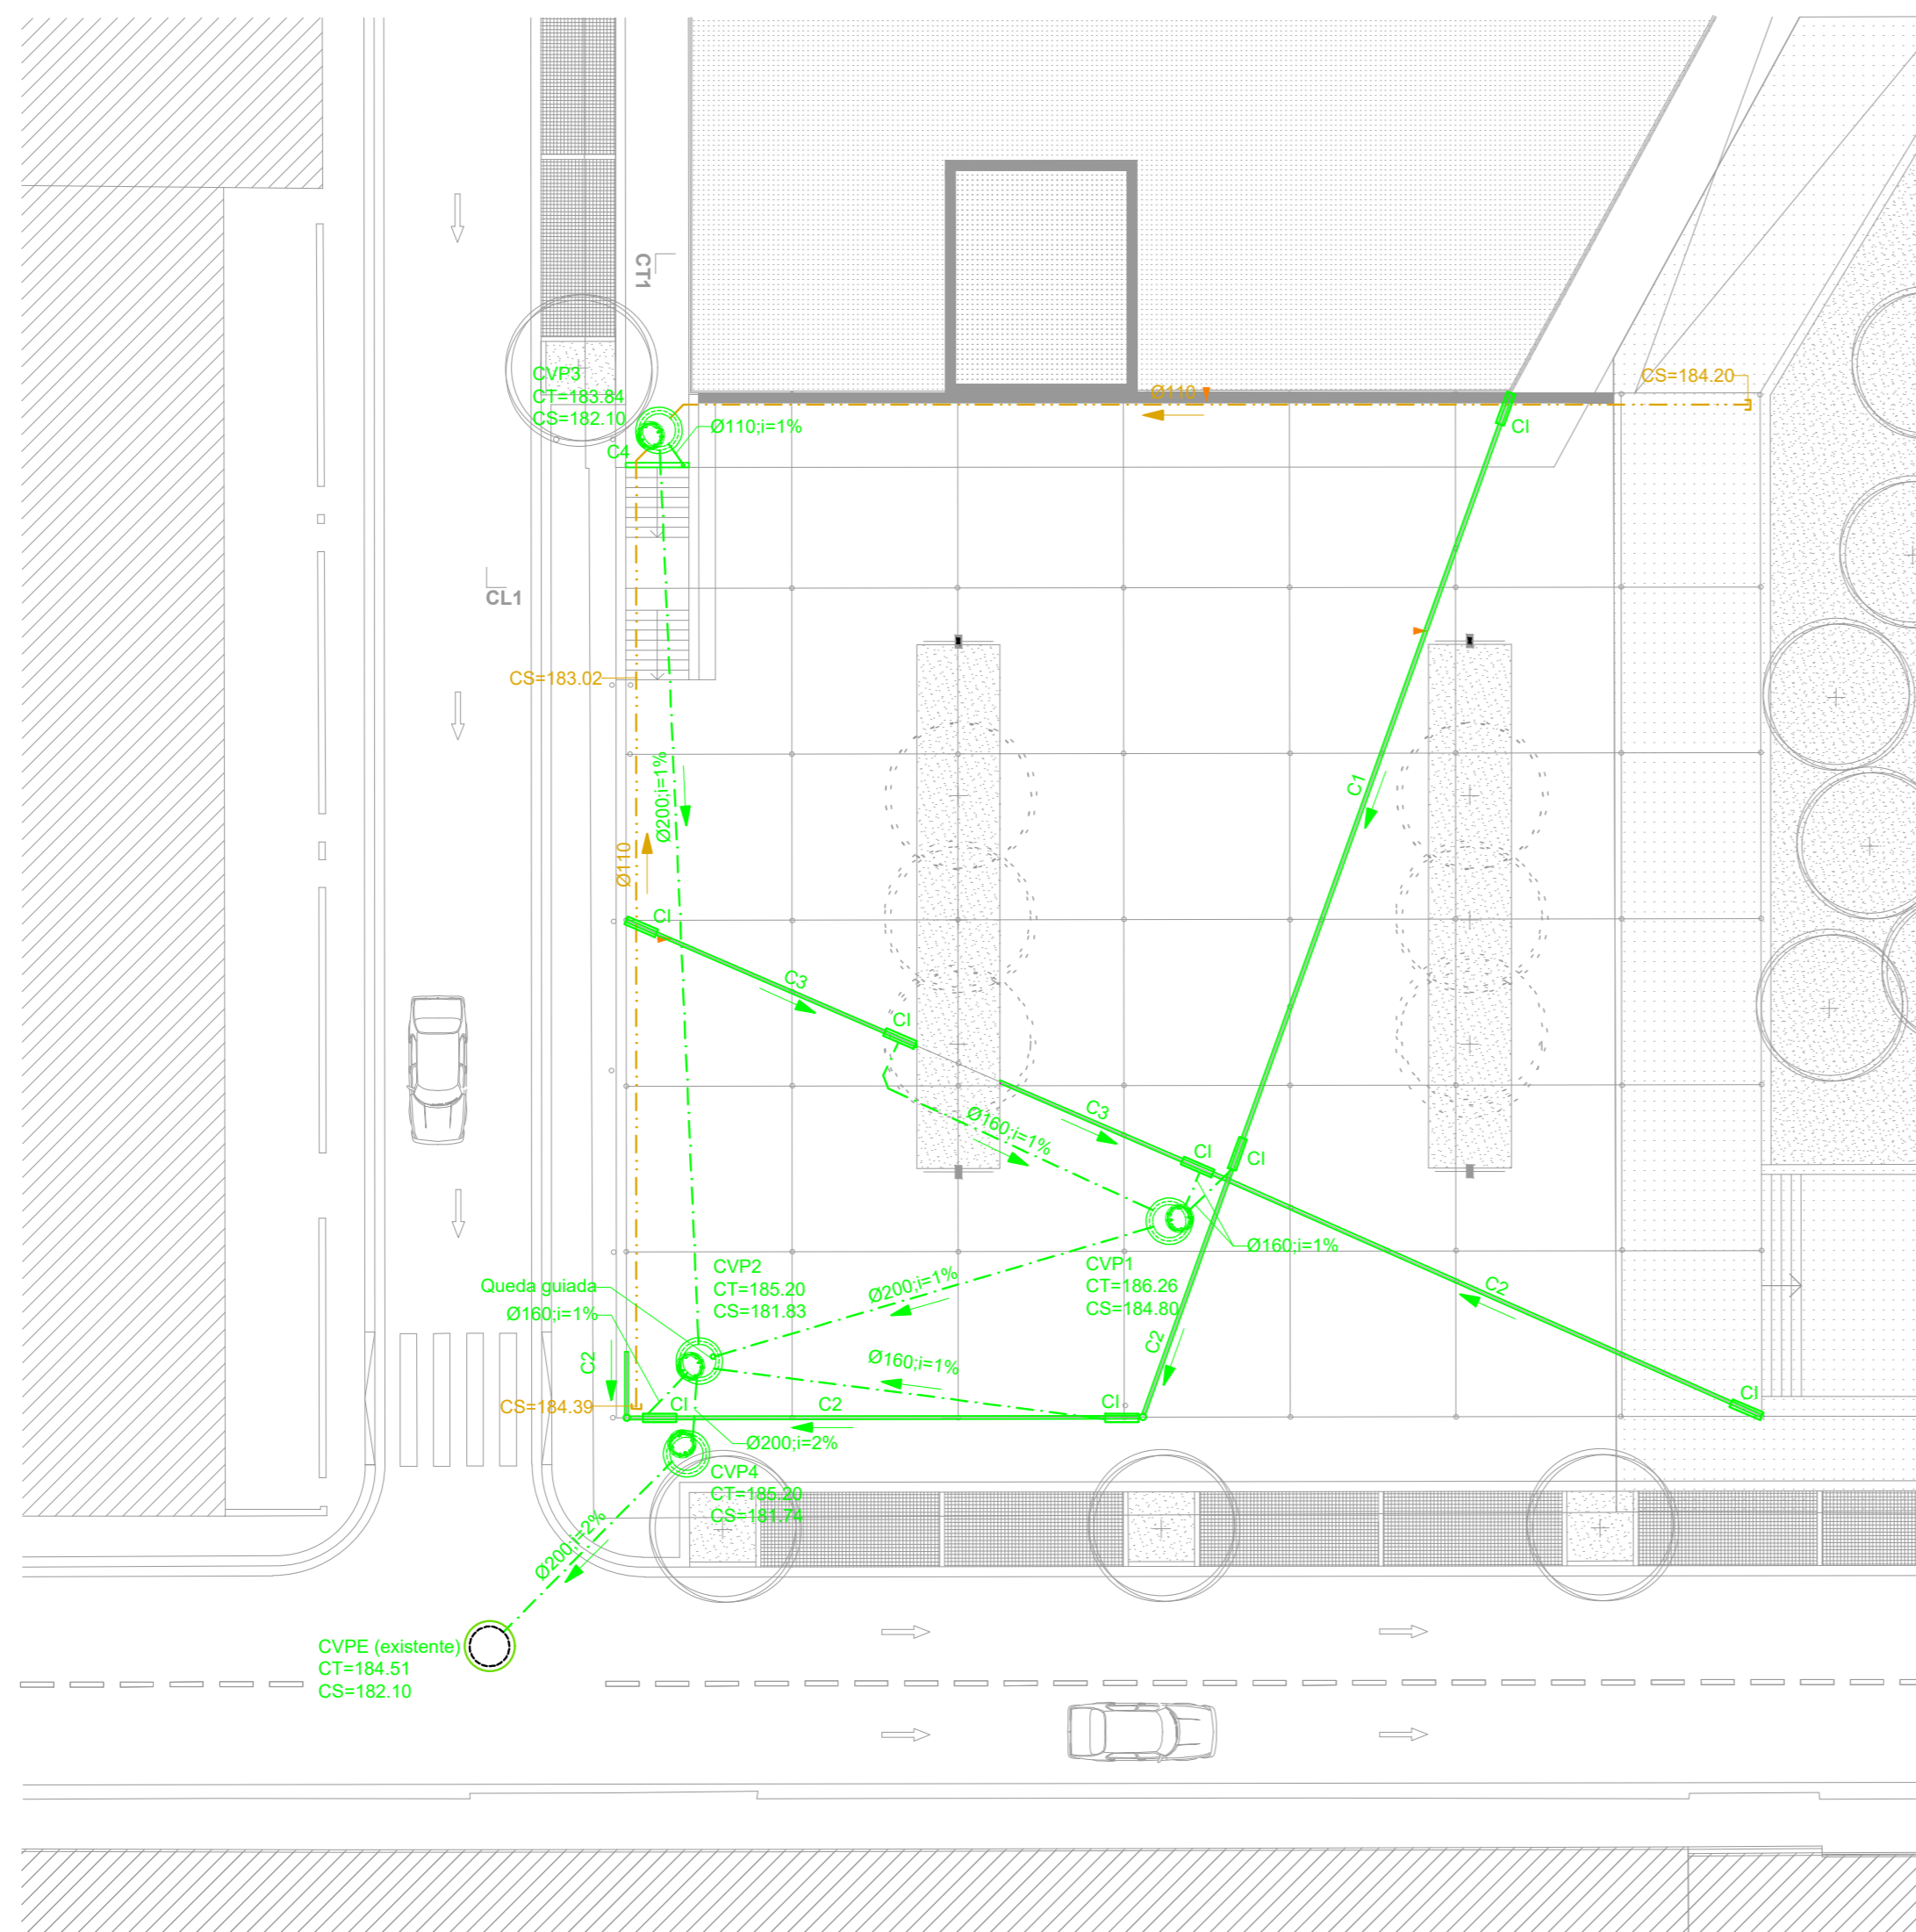 CT1
CVP3
CT=183.84
CS=182.10
C4
Ø110;i=1%
Ø110
CS=184.20
CI
CL1
CS=183.02
Ø200;i=1%
C1
Ø110
CI
C3
CI
C3
Ø160;i=1%
CI
CI
Ø160;i=1%
CVP2
CT=185.20
CS=181.83
CVP1
CT=186.26
CS=184.80
Queda guiada
Ø160;i=1%
Ø200;i=1%
C2
C2
C2
Ø160;i=1%
CS=184.39
CI
C2
CI
CI
Ø200;i=2%
CVP4
CT=185.20
CS=181.74
Ø200;i=2%
CVPE (existente)
CT=184.51
CS=182.10